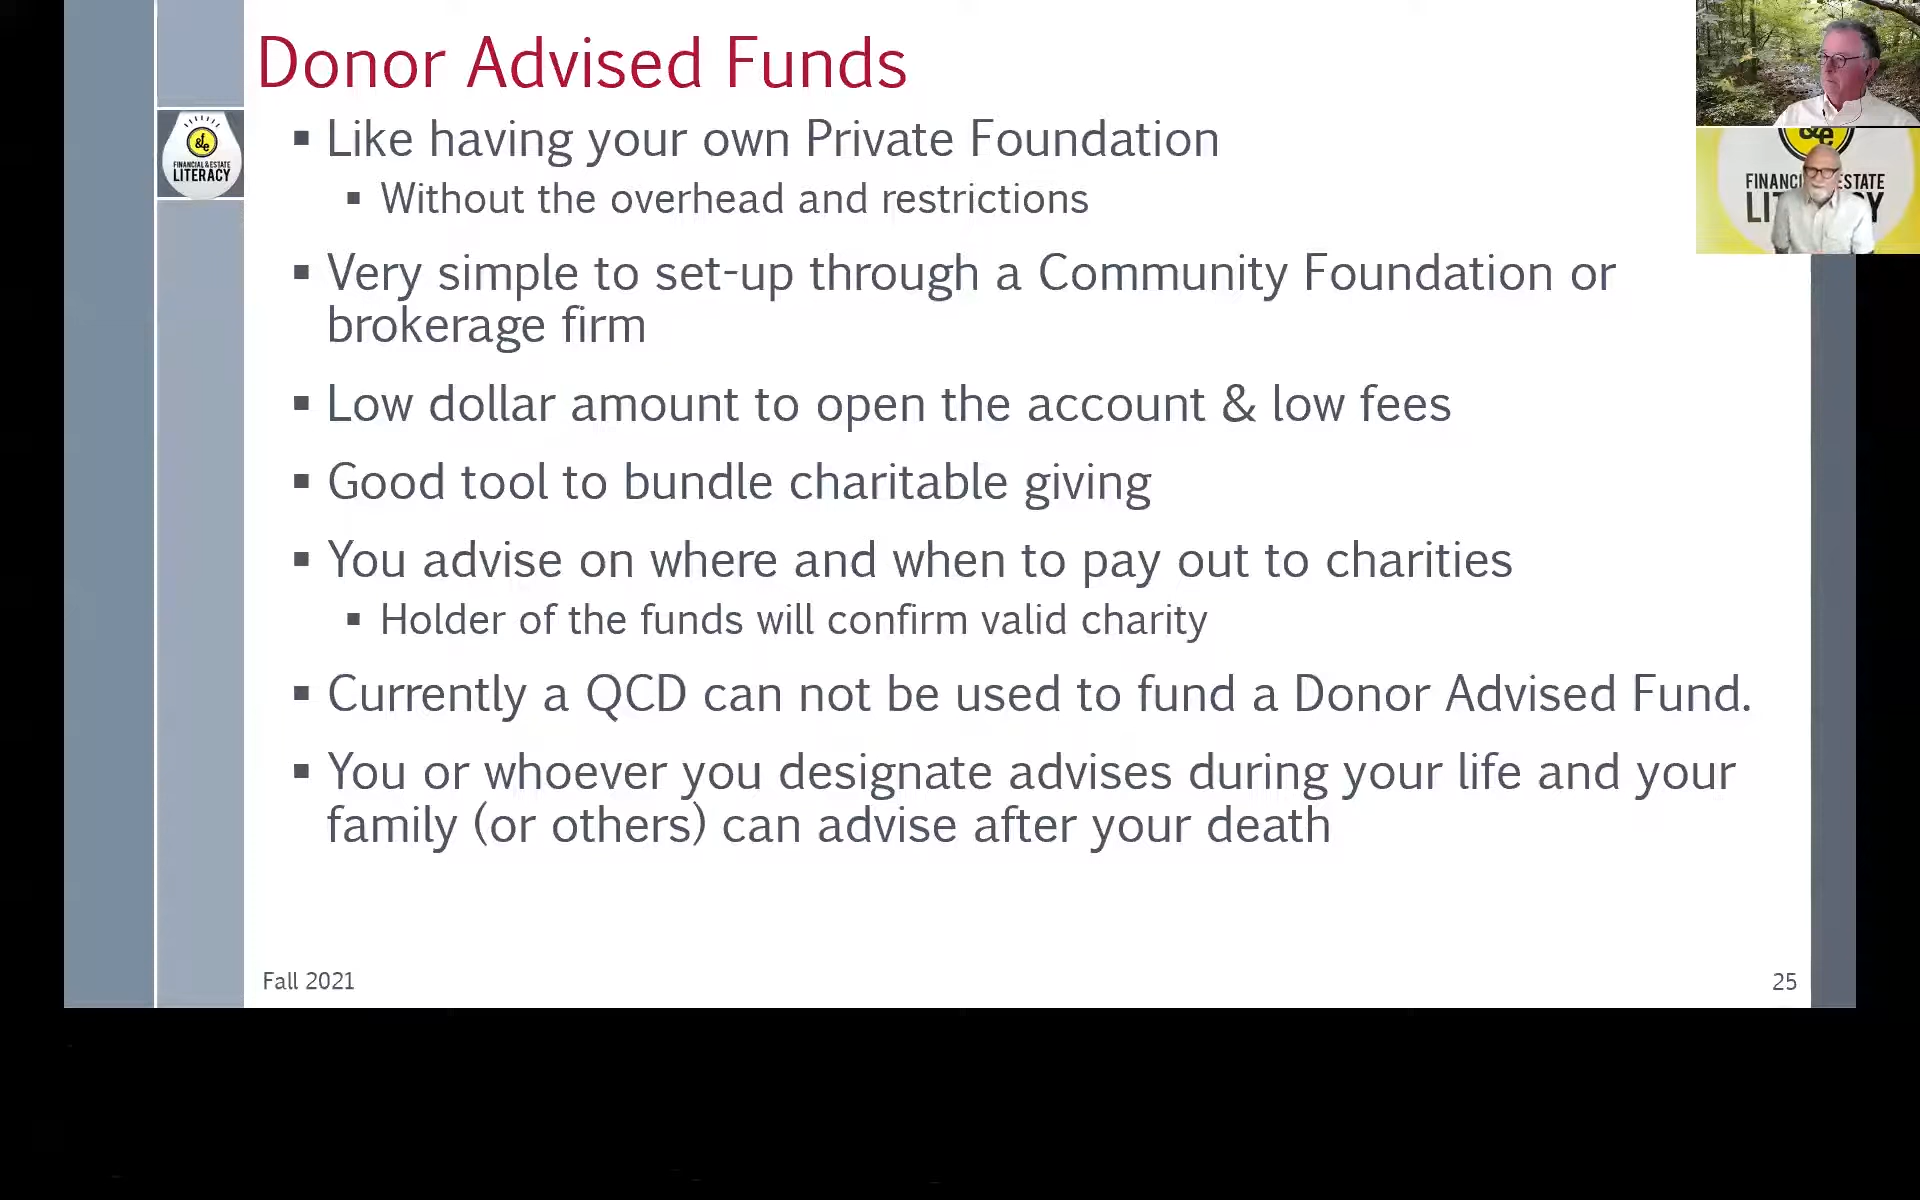 Donor Advised Funds
Like having your own Private Foundation
Without the overhead and restrictions
Very simple to set-up through a Community Foundation or
brokerage firm
Low dollar amount to open the account & low fees
Good tool to bundle charitable giving
You advise on where and when to pay out to charities
Holder of the funds will confirm valid charity
Currently a QCD can not be used to fund a Donor Advised Fund.
You or whoever you designate advises during your life and your
family (or others) can advise after your death
Fall 2021
25
f&e
FINANCIAL & ESTATE
LITERACY